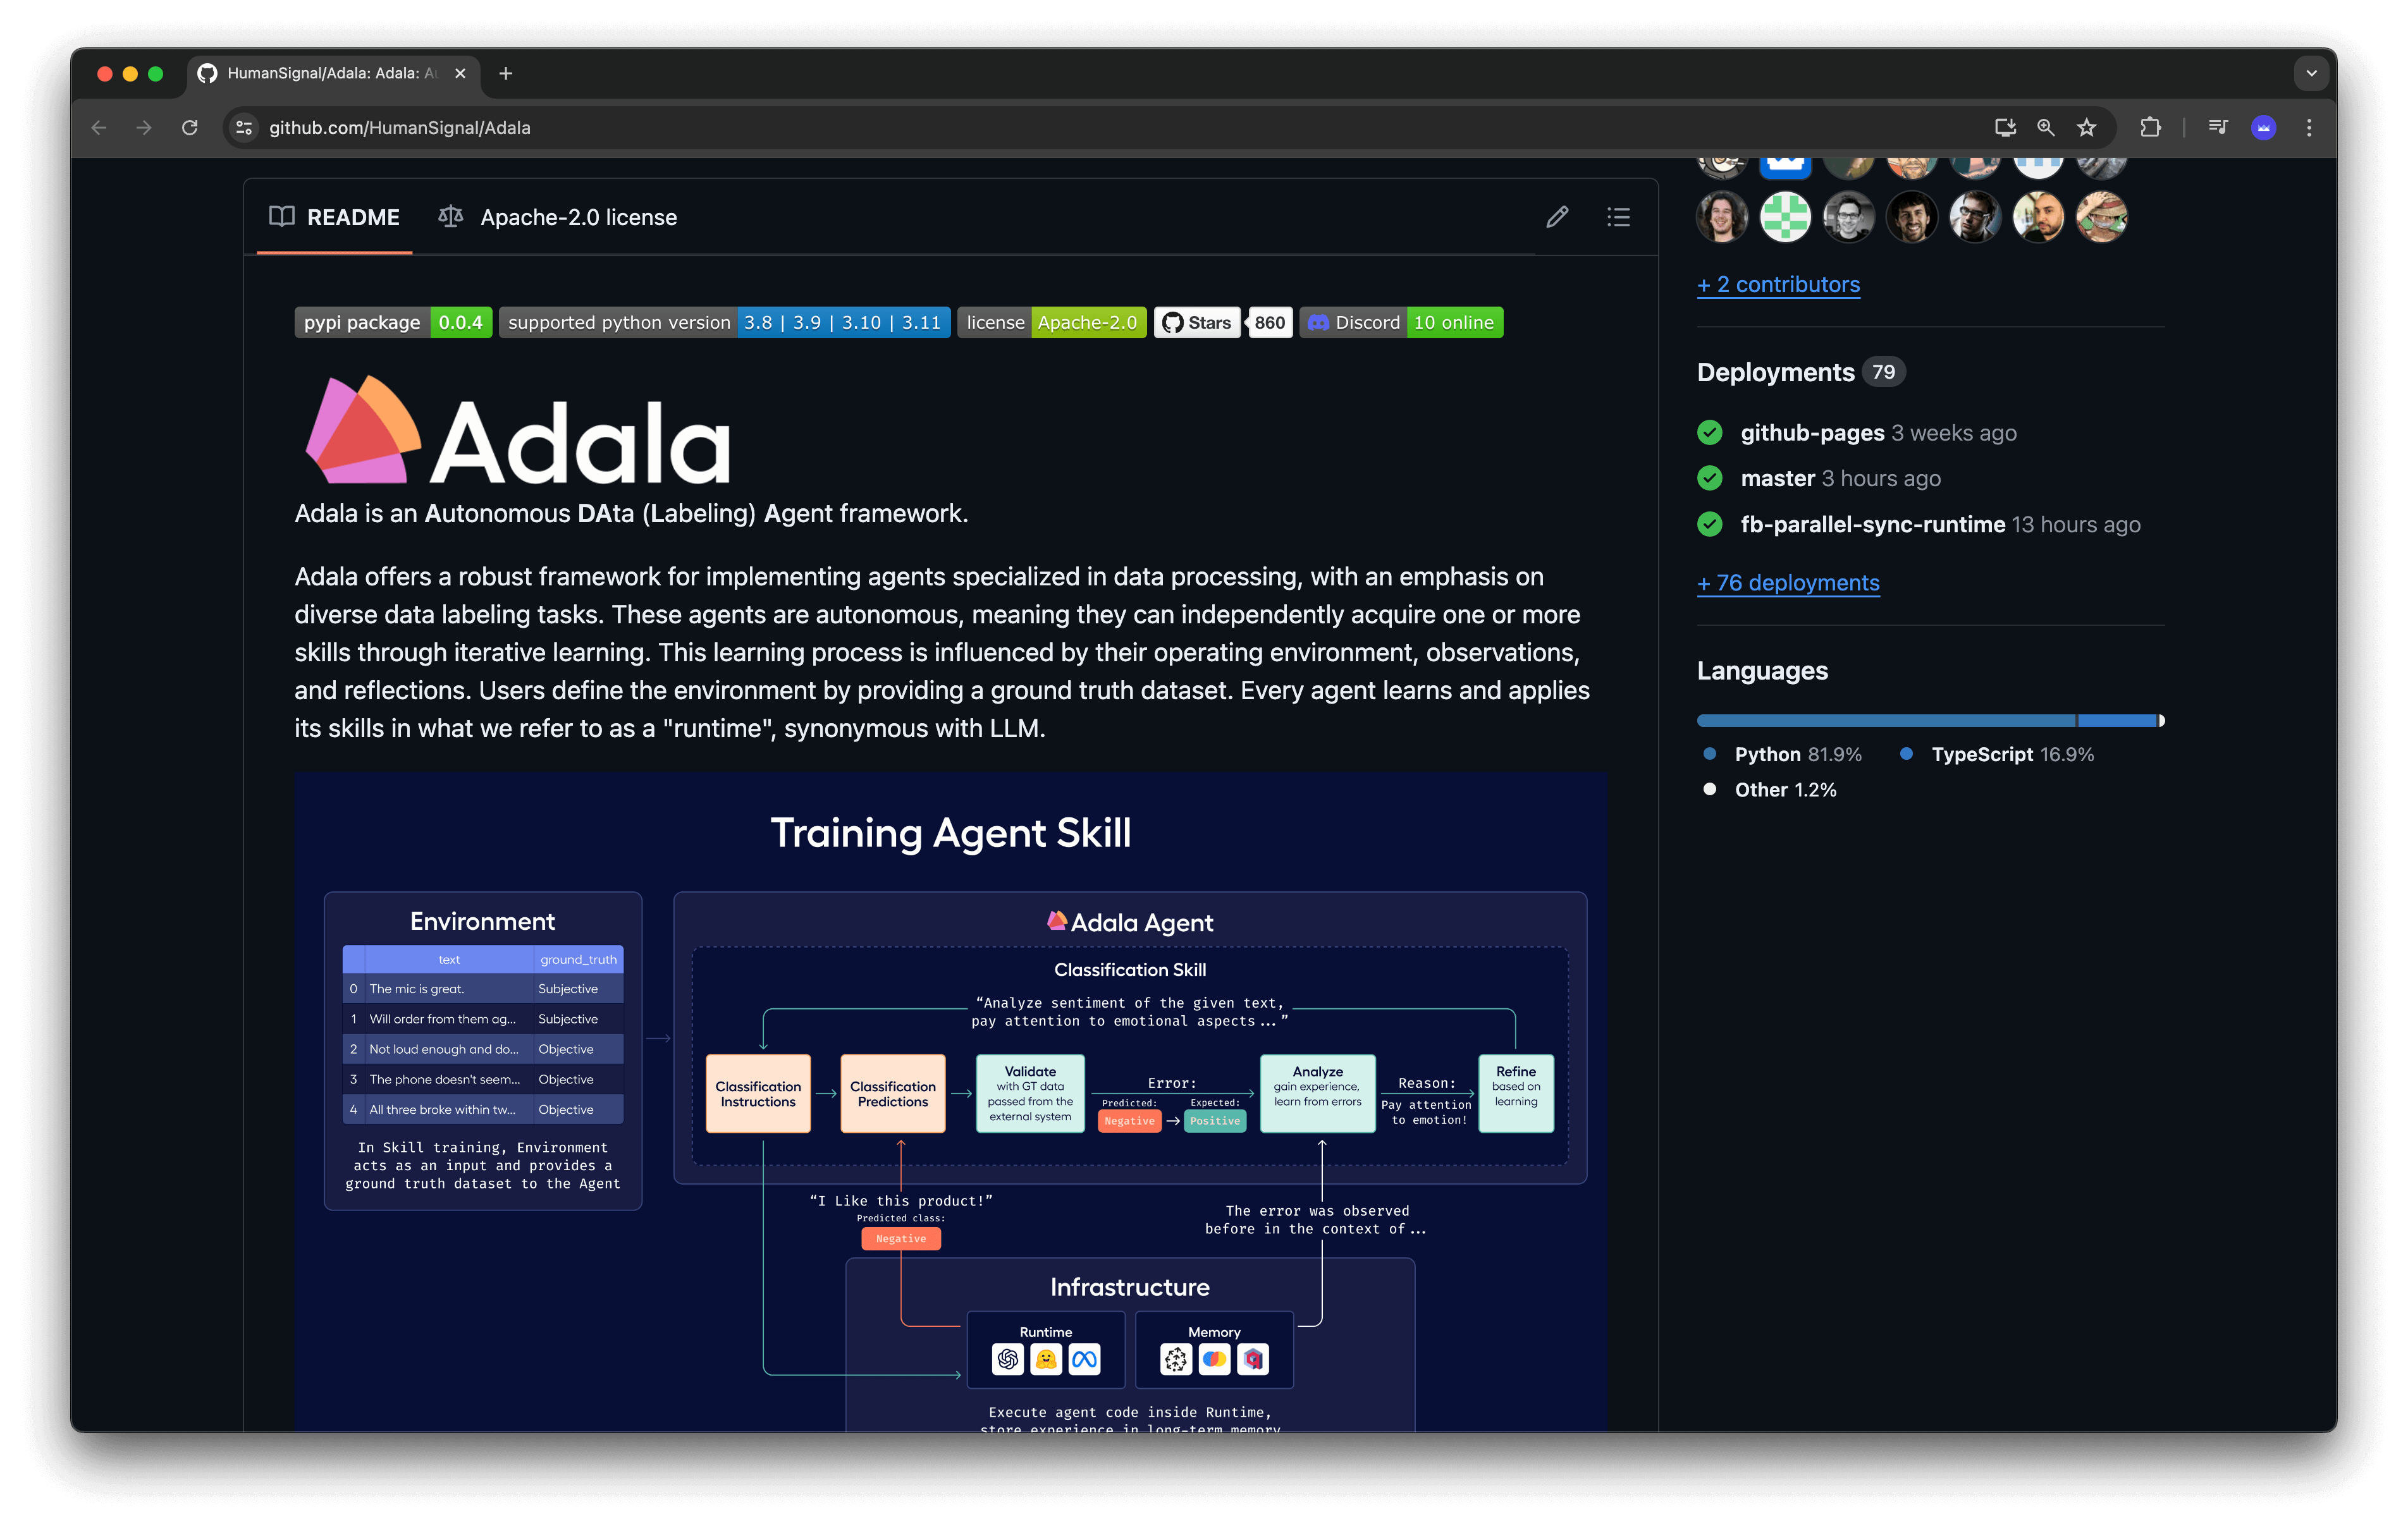 HumanSignal/Adala: Adala: Au
github.com/HumanSignal/Adala
README
Apache-2.0 license
pypi package 0.0.4
supported python version 3.8 | 3.9 | 3.10 | 3.11
license Apache-2.0
Stars 860
Discord 10 online
Adala
Adala is an Autonomous DAta (Labeling) Agent framework.
Adala offers a robust framework for implementing agents specialized in data processing, with an emphasis on
diverse data labeling tasks. These agents are autonomous, meaning they can independently acquire one or more
skills through iterative learning. This learning process is influenced by their operating environment, observations,
and reflections. Users define the environment by providing a ground truth dataset. Every agent learns and applies
its skills in what we refer to as a "runtime", synonymous with LLM.
Training Agent Skill
Environment
text ground_truth
0 The mic is great. Subjective
1 Will order from them ag... Subjective
2 Not loud enough and do... Objective
3 The phone doesn't seem... Objective
4 All three broke within tw... Objective
In Skill training, Environment
acts as an input and provides a
ground truth dataset to the Agent
Adala Agent
Classification Skill
“Analyze sentiment of the given text,
pay attention to emotional aspects...”
Classification
Instructions
Classification
Predictions
Validate
with GT data
passed from the
external system
Error:
Predicted: Expected:
Negative → Positive
Analyze
gain experience,
learn from errors
Reason:
Pay attention
to emotion!
Refine
based on
learning
“I Like this product!”
Predicted class:
Negative
The error was observed
before in the context of...
Infrastructure
Runtime
Memory
Execute agent code inside Runtime,
store experience in long-term memory
+ 2 contributors
Deployments 79
github-pages 3 weeks ago
master 3 hours ago
fb-parallel-sync-runtime 13 hours ago
+ 76 deployments
Languages
Python 81.9%
TypeScript 16.9%
Other 1.2%